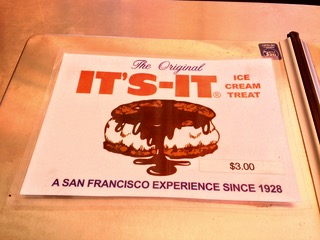 The Original
IT'S-IT®
ICE
CREAM
TREAT
$3.00
A SAN FRANCISCO EXPERIENCE SINCE 1928